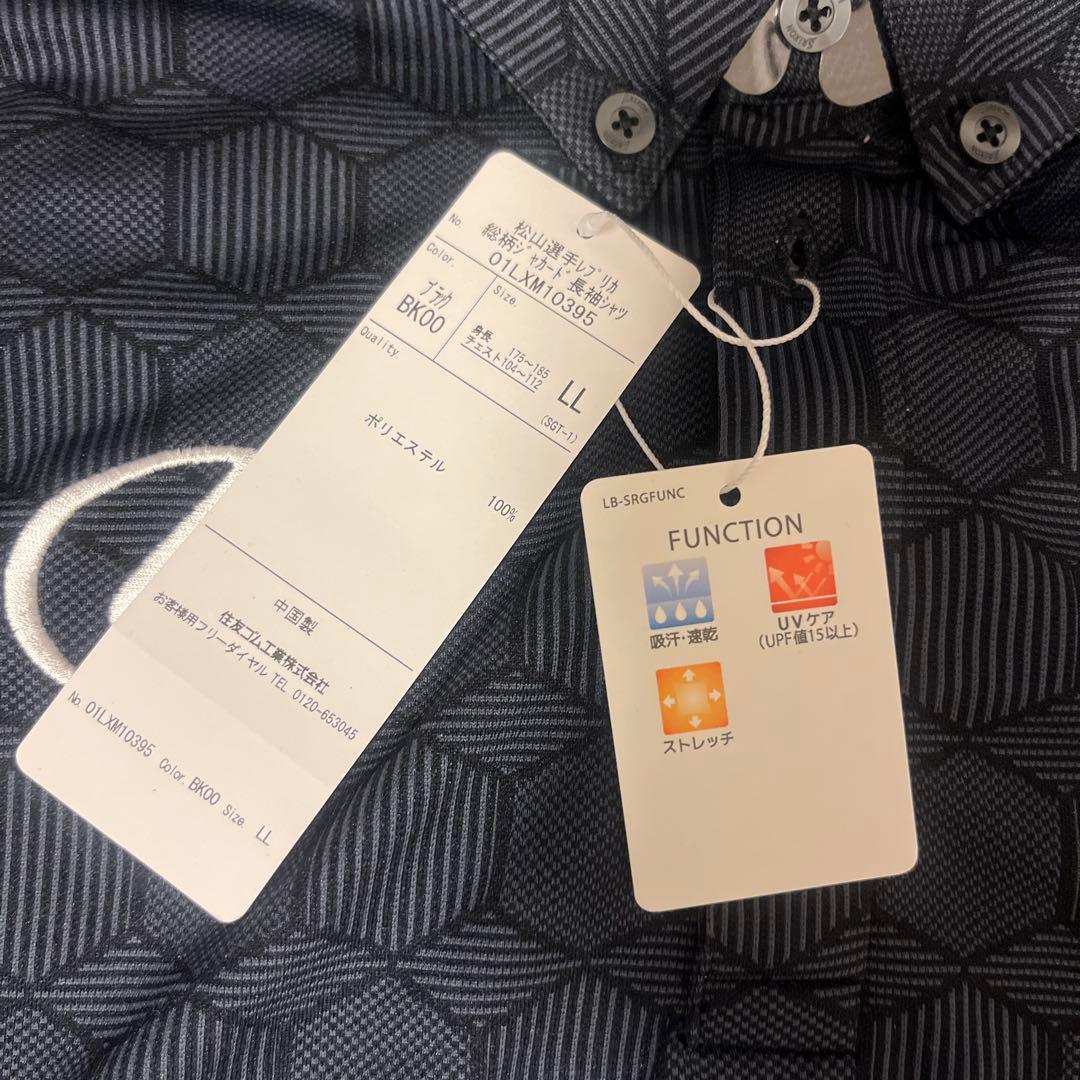 No.
松山選手ﾚﾌﾟﾘｶ
総柄ｼﾞｬｶｰﾄﾞ長袖シャツ
01LXM10395
Color.
ブラック
BK00
Size.
身長 175～185
チェスト104～112
LL
(SGT-1)
Quality.
ポリエステル
100%
中国製
住友ゴム工業株式会社
お客様用フリーダイヤル TEL 0120-653045
No. 01LXM10395 Color. BK00 Size. LL
LB-SRGFUNC
FUNCTION
吸汗・速乾
UVケア
(UPF値15以上)
ストレッチ